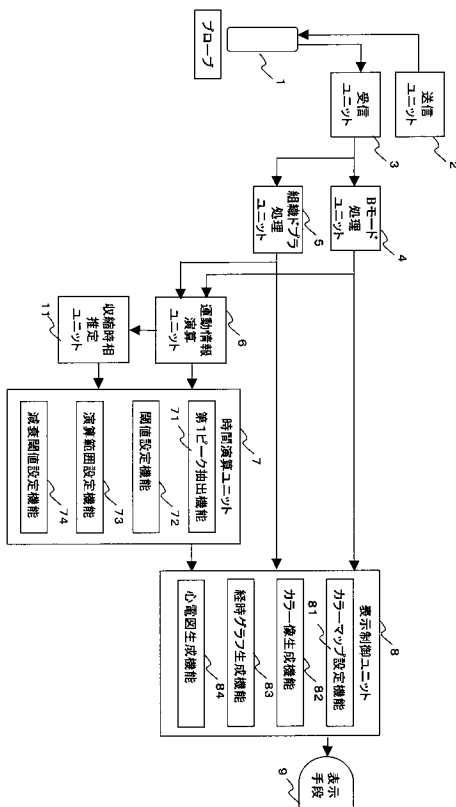 プローブ
1
送信
ユニット
2
受信
ユニット
3
Bモード
処理
ユニット
4
組織ドプラ
処理
ユニット
5
運動情報
演算
ユニット
6
収縮時相
推定
ユニット
11
時間演算ユニット
7
71
第1ピーク抽出機能
閾値設定機能
72
演算範囲設定機能
73
減衰閾値設定機能
74
表示制御ユニット
8
81
カラーマップ設定機能
カラー像生成機能
82
経時グラフ生成機能
83
心電図生成機能
84
表示
手段
9